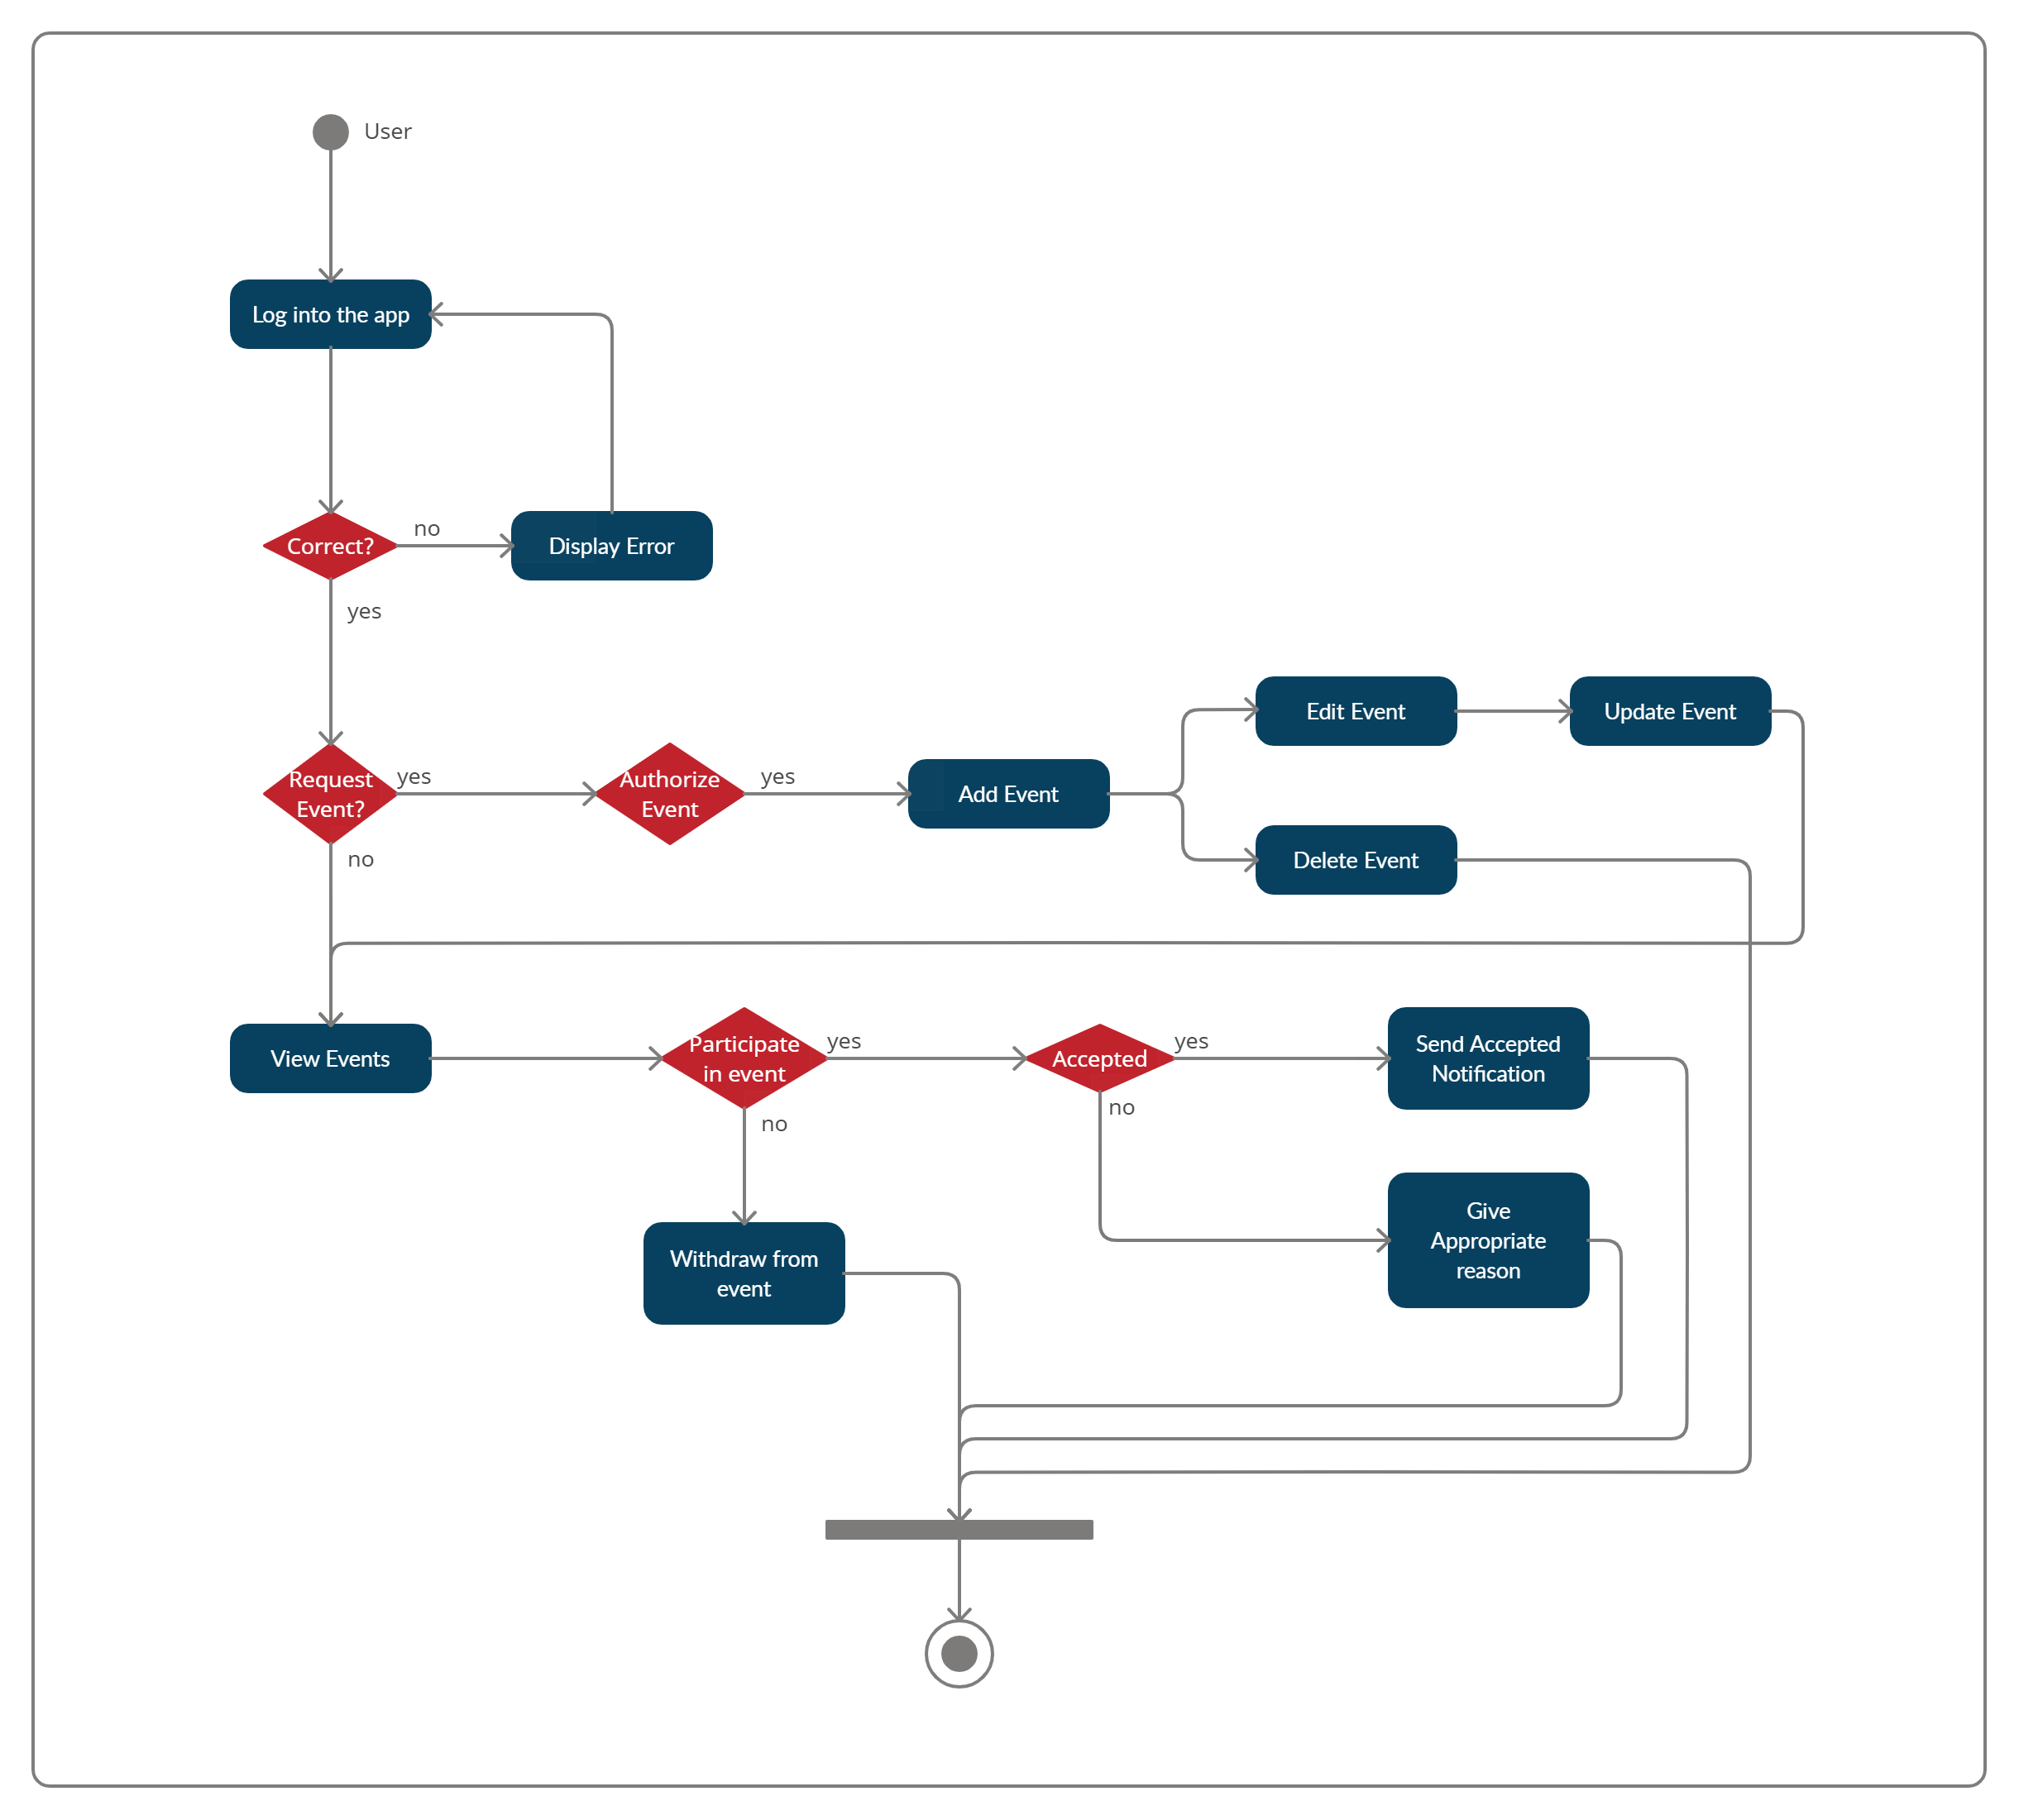 User
Log into the app
Correct?
no
Display Error
yes
Request
Event?
yes
Authorize
Event
yes
Add Event
Edit Event
Update Event
Delete Event
no
View Events
Participate
in event
yes
Accepted
yes
Send Accepted
Notification
no
no
Withdraw from
event
Give
Appropriate
reason